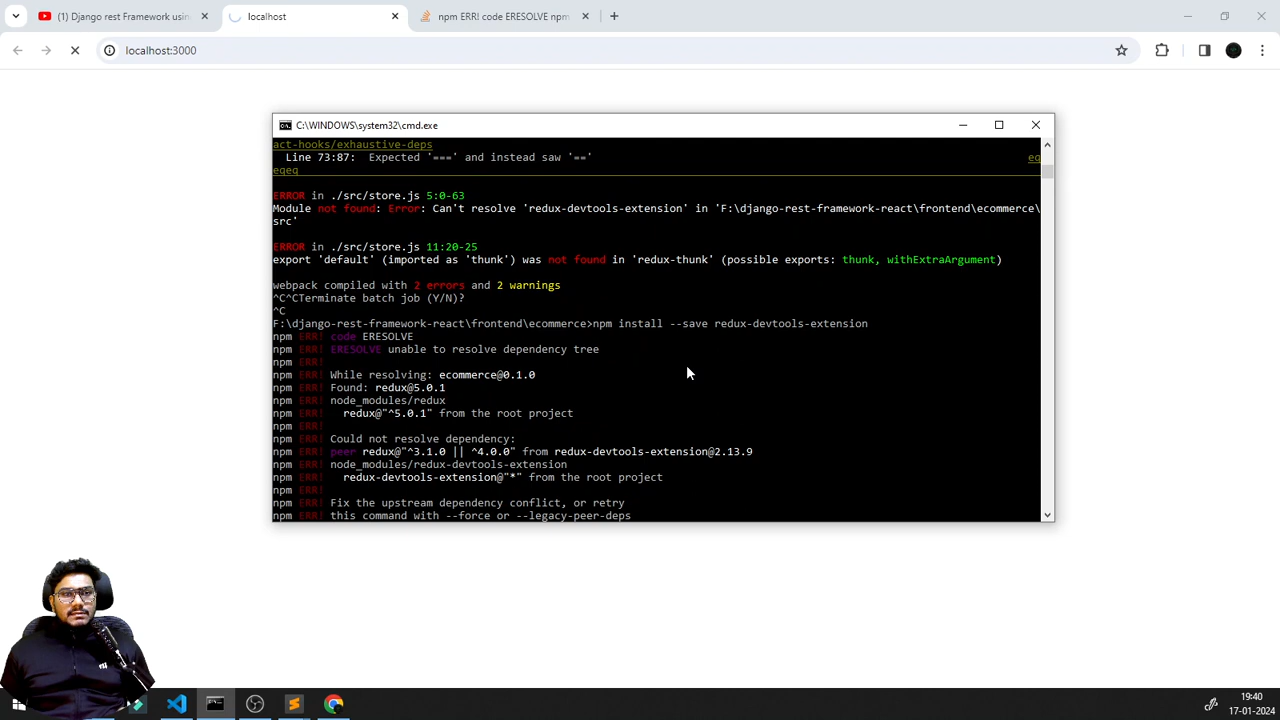 (1) Django rest Framework usin
localhost
npm ERR! code ERESOLVE npm
localhost:3000
C:\WINDOWS\system32\cmd.exe
act-hooks/exhaustive-deps
Line 73:87:  Expected '===' and instead saw '=='
eq
eqeq
ERROR in ./src/store.js 5:0-63
Module not found: Error: Can't resolve 'redux-devtools-extension' in 'F:\django-rest-framework-react\frontend\ecommerce\
src'
ERROR in ./src/store.js 11:20-25
export 'default' (imported as 'thunk') was not found in 'redux-thunk' (possible exports: thunk, withExtraArgument)
webpack compiled with 2 errors and 2 warnings
^C^CTerminate batch job (Y/N)?
^C
F:\django-rest-framework-react\frontend\ecommerce>npm install --save redux-devtools-extension
npm ERR! code ERESOLVE
npm ERR! ERESOLVE unable to resolve dependency tree
npm ERR!
npm ERR! While resolving: ecommerce@0.1.0
npm ERR! Found: redux@5.0.1
npm ERR! node_modules/redux
npm ERR!   redux@"^5.0.1" from the root project
npm ERR!
npm ERR! Could not resolve dependency:
npm ERR! peer redux@"^3.1.0 || ^4.0.0" from redux-devtools-extension@2.13.9
npm ERR! node_modules/redux-devtools-extension
npm ERR!   redux-devtools-extension@"*" from the root project
npm ERR!
npm ERR! Fix the upstream dependency conflict, or retry
npm ERR! this command with --force or --legacy-peer-deps
19:40
17-01-2024